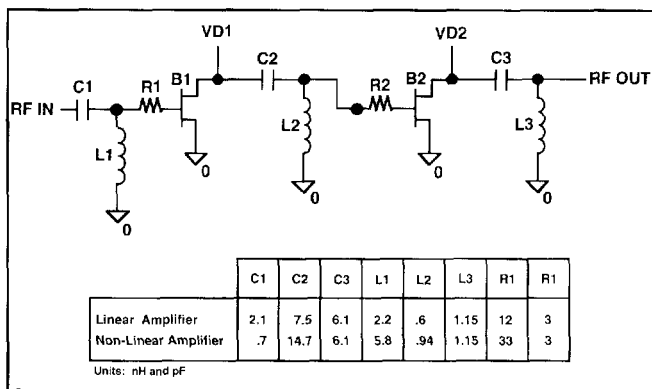 VD1
VD2
C1
R1
B1
C2
R2
B2
C3
RF IN
RF OUT
L1
L2
L3
0
0
0
0
0
C1 C2 C3 L1 L2 L3 R1 R1
Linear Amplifier 2.1 7.5 6.1 2.2 .6 1.15 12 3
Non-Linear Amplifier .7 14.7 6.1 5.8 .94 1.15 33 3
Units: nH and pF